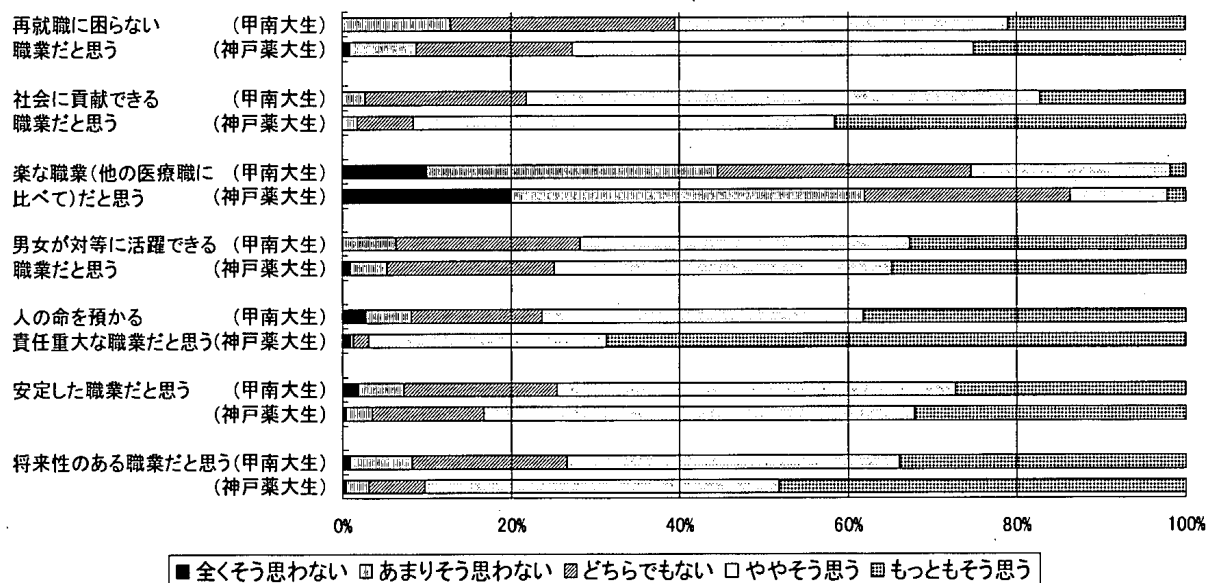 再就職に困らない (甲南大生)
職業だと思う (神戸薬大生)
社会に貢献できる (甲南大生)
職業だと思う (神戸薬大生)
楽な職業(他の医療職に (甲南大生)
比べて)だと思う (神戸薬大生)
男女が対等に活躍できる (甲南大生)
職業だと思う (神戸薬大生)
人の命を預かる (甲南大生)
責任重大な職業だと思う(神戸薬大生)
安定した職業だと思う (甲南大生)
(神戸薬大生)
将来性のある職業だと思う(甲南大生)
(神戸薬大生)
0% 20% 40% 60% 80% 100%
全くそう思わない あまりそう思わない どちらでもない ややそう思う もっともそう思う